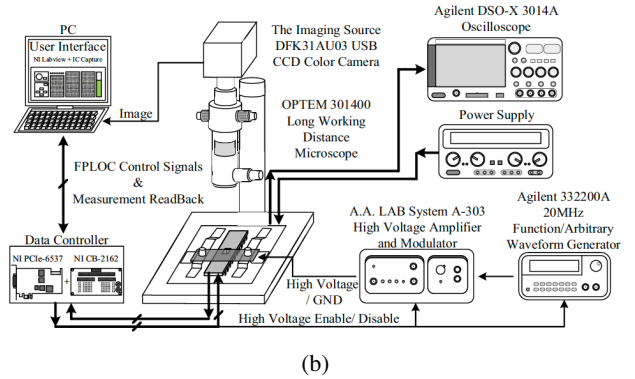 PC
User Interface
NI Labview + IC Capture
Image
The Imaging Source
DFK31AU03 USB
CCD Color Camera
Agilent DSO-X 3014A
Oscilloscope
OPTEM 301400
Long Working
Distance
Microscope
Power Supply
FPLOC Control Signals
&
Measurement ReadBack
Data Controller
NI PCIe-6537
NI CB-2162
+
A.A. LAB System A-303
High Voltage Amplifier
and Modulator
Agilent 332200A
20MHz
Function/Arbitrary
Waveform Generator
High Voltage
/ GND
High Voltage Enable/ Disable
(b)